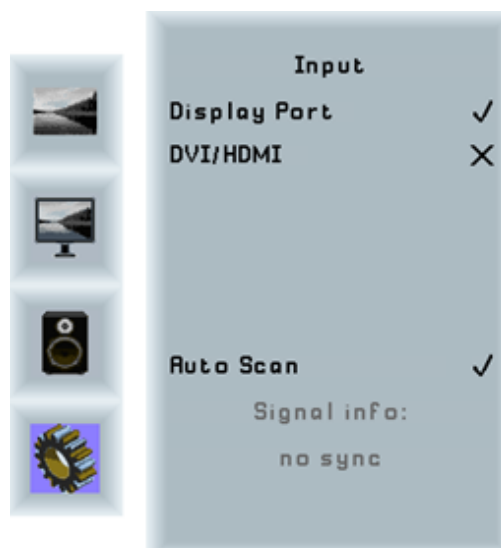 Input
Display Port ✓
DVI/HDMI X
Auto Scan ✓
Signal info:
no sync